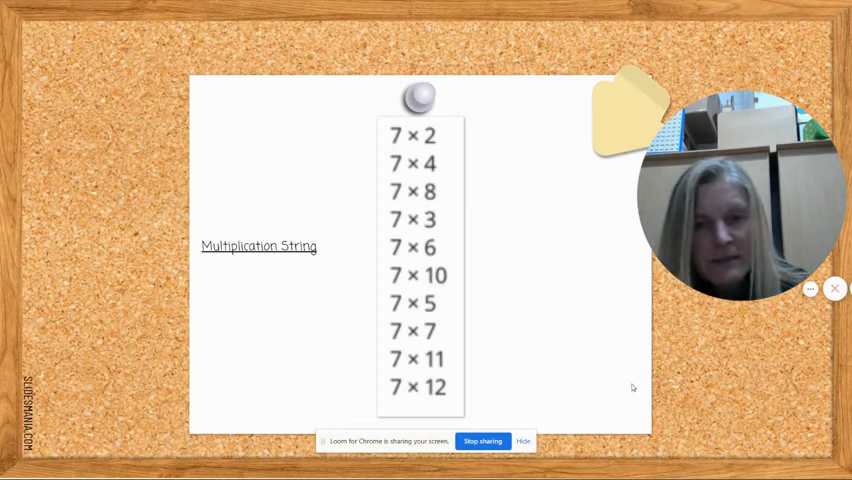 7 × 2
7 × 4
7 × 8
7 × 3
Multiplication String
7 × 6
7 × 10
7 × 5
7 × 7
7 × 11
7 × 12
SLIDESMANIA.COM
Loom for Chrome is sharing your screen.
Stop sharing
Hide